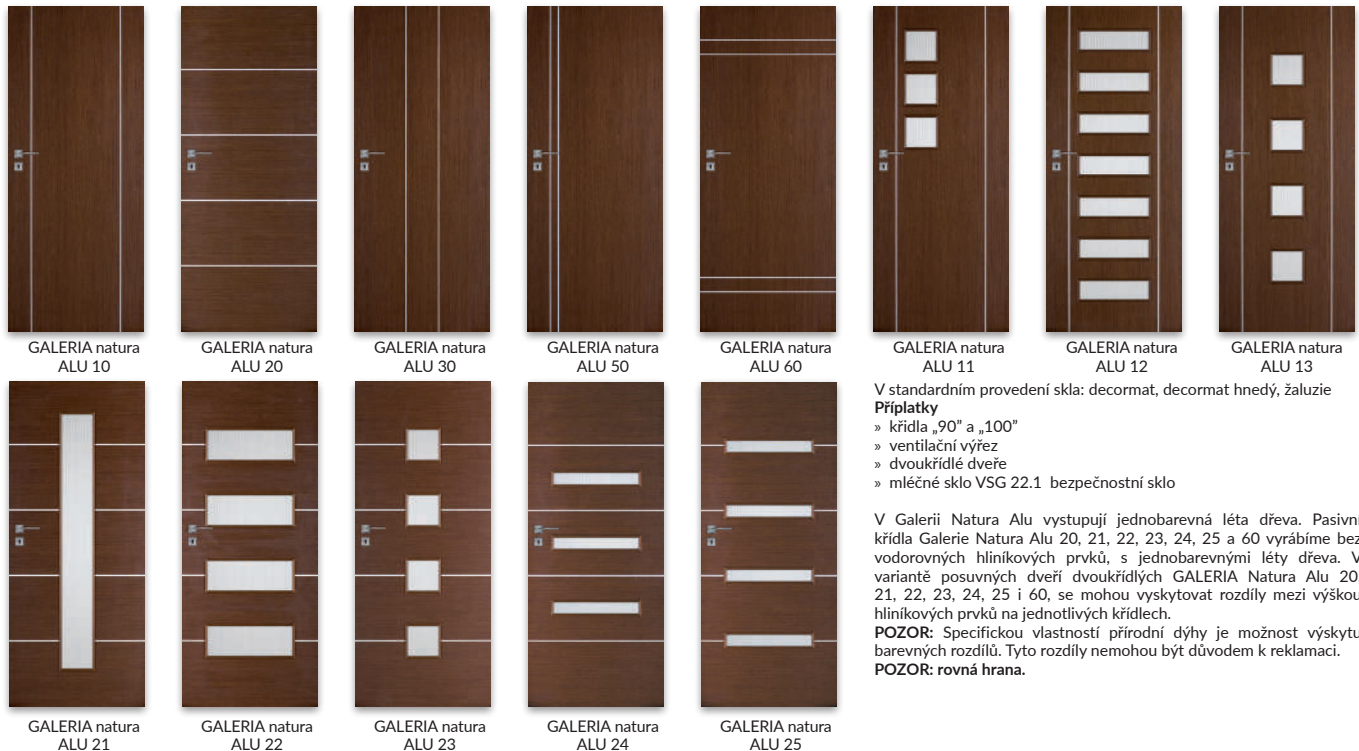 GALERIA natura
ALU 10
GALERIA natura
ALU 20
GALERIA natura
ALU 30
GALERIA natura
ALU 50
GALERIA natura
ALU 60
GALERIA natura
ALU 11
GALERIA natura
ALU 12
GALERIA natura
ALU 13
GALERIA natura
ALU 21
GALERIA natura
ALU 22
GALERIA natura
ALU 23
GALERIA natura
ALU 24
GALERIA natura
ALU 25
V standardním provedení skla: decormat, decormat hnedý, žaluzie
Příplatky
» křidla „90” a „100”
» ventilační výřez
» dvoukřídlé dveře
» mléčné sklo VSG 22.1 bezpečnostní sklo
V Galerii Natura Alu vystupují jednobarevná léta dřeva. Pasivní
křídla Galerie Natura Alu 20, 21, 22, 23, 24, 25 a 60 vyrábíme bez
vodorovných hliníkových prvků, s jednobarevnými léty dřeva. V
variantě posuvných dveří dvoukřídlých GALERIA Natura Alu 20,
21, 22, 23, 24, 25 i 60, se mohou vyskytovat rozdíly mezi výškou
hliníkových prvků na jednotlivých křídlech.
POZOR: Specifickou vlastností přírodní dýhy je možnost výskytu
barevných rozdílů. Tyto rozdíly nemohou být důvodem k reklamaci.
POZOR: rovná hrana.